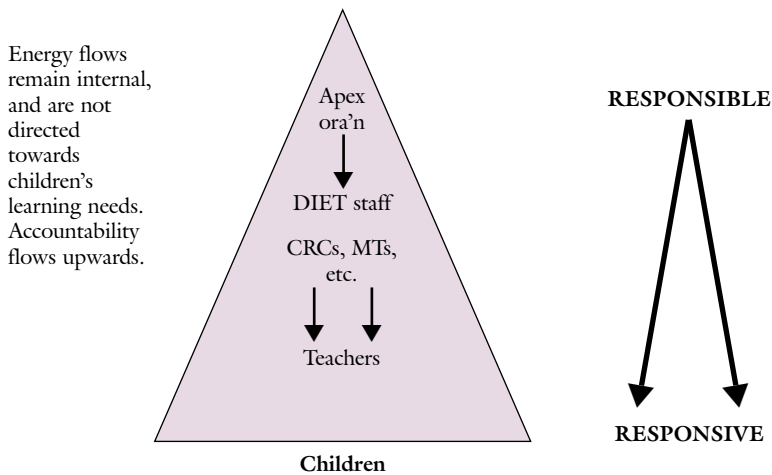 Energy flows
remain internal,
and are not
directed
towards
children's
learning needs.
Accountability
flows upwards.
Apex
ora'n
DIET staff
CRCs, MTs,
etc.
Teachers
Children
RESPONSIBLE
RESPONSIVE